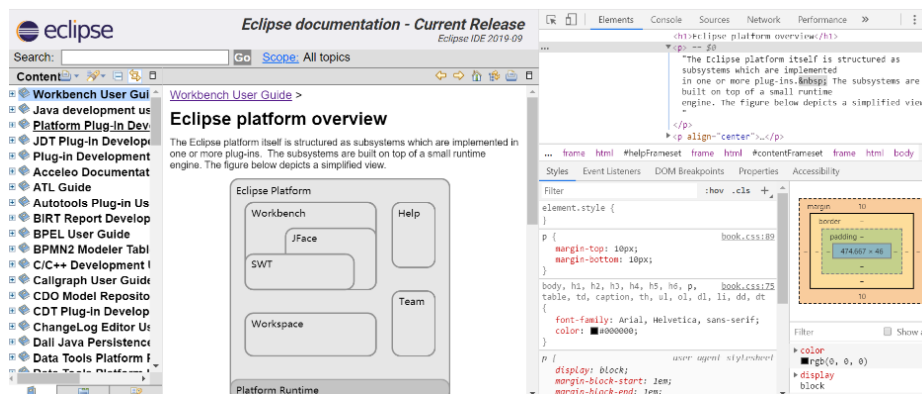 eclipse
Eclipse documentation - Current Release
Eclipse IDE 2019-09
Search:
Go Scope: All topics
Content
Workbench User Gui
Java development us
Platform Plug-in Dev
JDT Plug-in Develope
Plug-in Development
Acceleo Documentat
ATL Guide
Autotools Plug-in Us
BIRT Report Develop
BPEL User Guide
BPMN2 Modeler Tabl
C/C++ Development U
Callgraph User Guide
CDO Model Reposito
CDT Plug-in Develop
ChangeLog Editor Us
Dali Java Persistence
Data Tools Platform F
Data Tools Platform
Workbench User Guide >
Eclipse platform overview
The Eclipse platform itself is structured as subsystems which are implemented in
one or more plug-ins.  The subsystems are built on top of a small runtime
engine. The figure below depicts a simplified view.
Eclipse Platform
Workbench
Help
JFace
SWT
Team
Workspace
Platform Runtime
Elements Console Sources Network Performance »
<h1>Eclipse platform overview</h1>
... ▼<p> == $0
"The Eclipse platform itself is structured as
subsystems which are implemented
in one or more plug-ins.&nbsp; The subsystems are
built on top of a small runtime
engine. The figure below depicts a simplified view
"
</p>
▶<p align="center">…</p>
... frame html #helpFrameset frame html #contentFrameset frame html body
Styles Event Listeners DOM Breakpoints Properties Accessibility
Filter :hov .cls +
element.style {
}
p { book.css:89
margin-top: 10px;
margin-bottom: 10px;
}
body, h1, h2, h3, h4, h5, h6, p, book.css:75
table, td, caption, th, ul, ol, dl, li, dd, dt
{
font-family: Arial, Helvetica, sans-serif;
color: #000000;
}
p { user agent stylesheet
display: block;
margin-block-start: 1em;
margin-block-end: 1em;
margin 10
border -
padding -
474.667 × 46
-
-
10
Filter Show a
▶ color
rgb(0, 0, 0)
▶ display
block